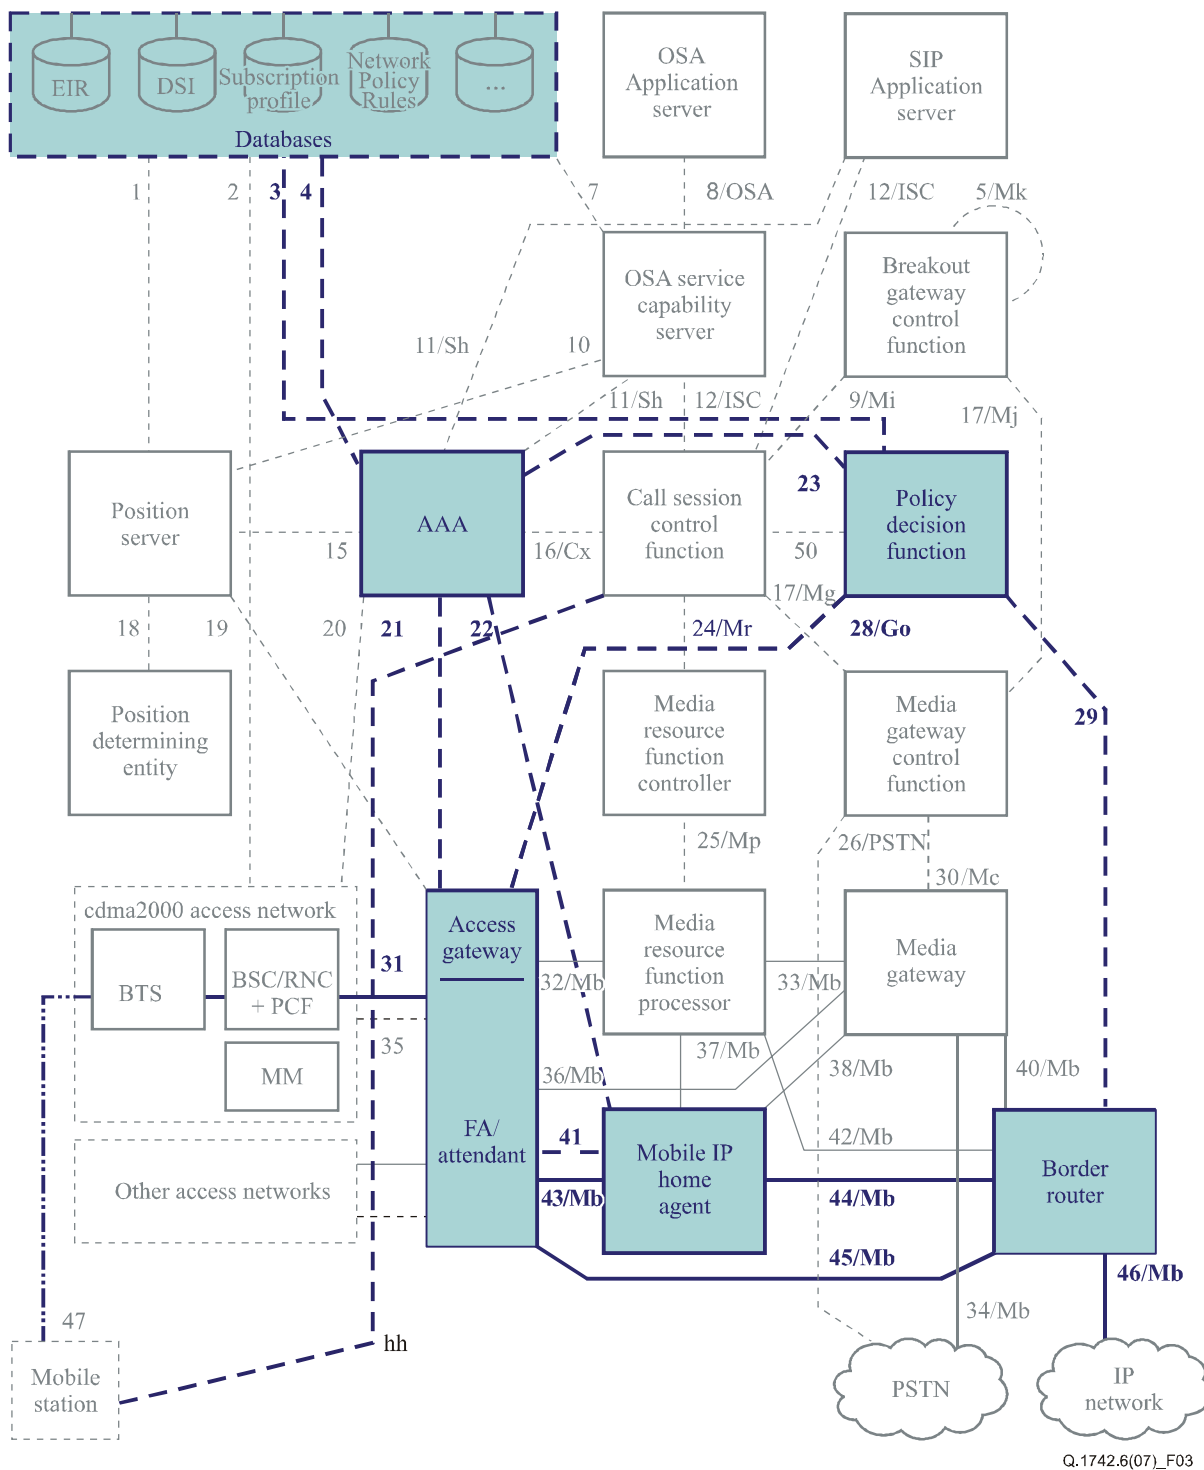 EIR
DSI
Subscription
profile
Network
Policy
Rules
...
Databases
OSA
Application
server
SIP
Application
server
1
2
3
4
7
8/OSA
12/ISC
5/Mk
OSA service
capability
server
Breakout
gateway
control
function
11/Sh
10
11/Sh
12/ISC
9/Mi
17/Mj
Position
server
15
AAA
16/Cx
Call session
control
function
23
50
Policy
decision
function
17/Mg
18
19
20
21
22
24/Mr
28/Go
29
Position
determining
entity
Media
resource
function
controller
Media
gateway
control
function
25/Mp
26/PSTN
30/Mc
cdma2000 access network
BTS
BSC/RNC
+ PCF
MM
31
35
Access
gateway
FA/
attendant
32/Mb
Media
resource
function
processor
33/Mb
Media
gateway
36/Mb
37/Mb
38/Mb
40/Mb
Other access networks
41
43/Mb
Mobile IP
home
agent
42/Mb
44/Mb
Border
router
45/Mb
46/Mb
47
hh
34/Mb
Mobile
station
PSTN
IP
network
Q.1742.6(07)_F03